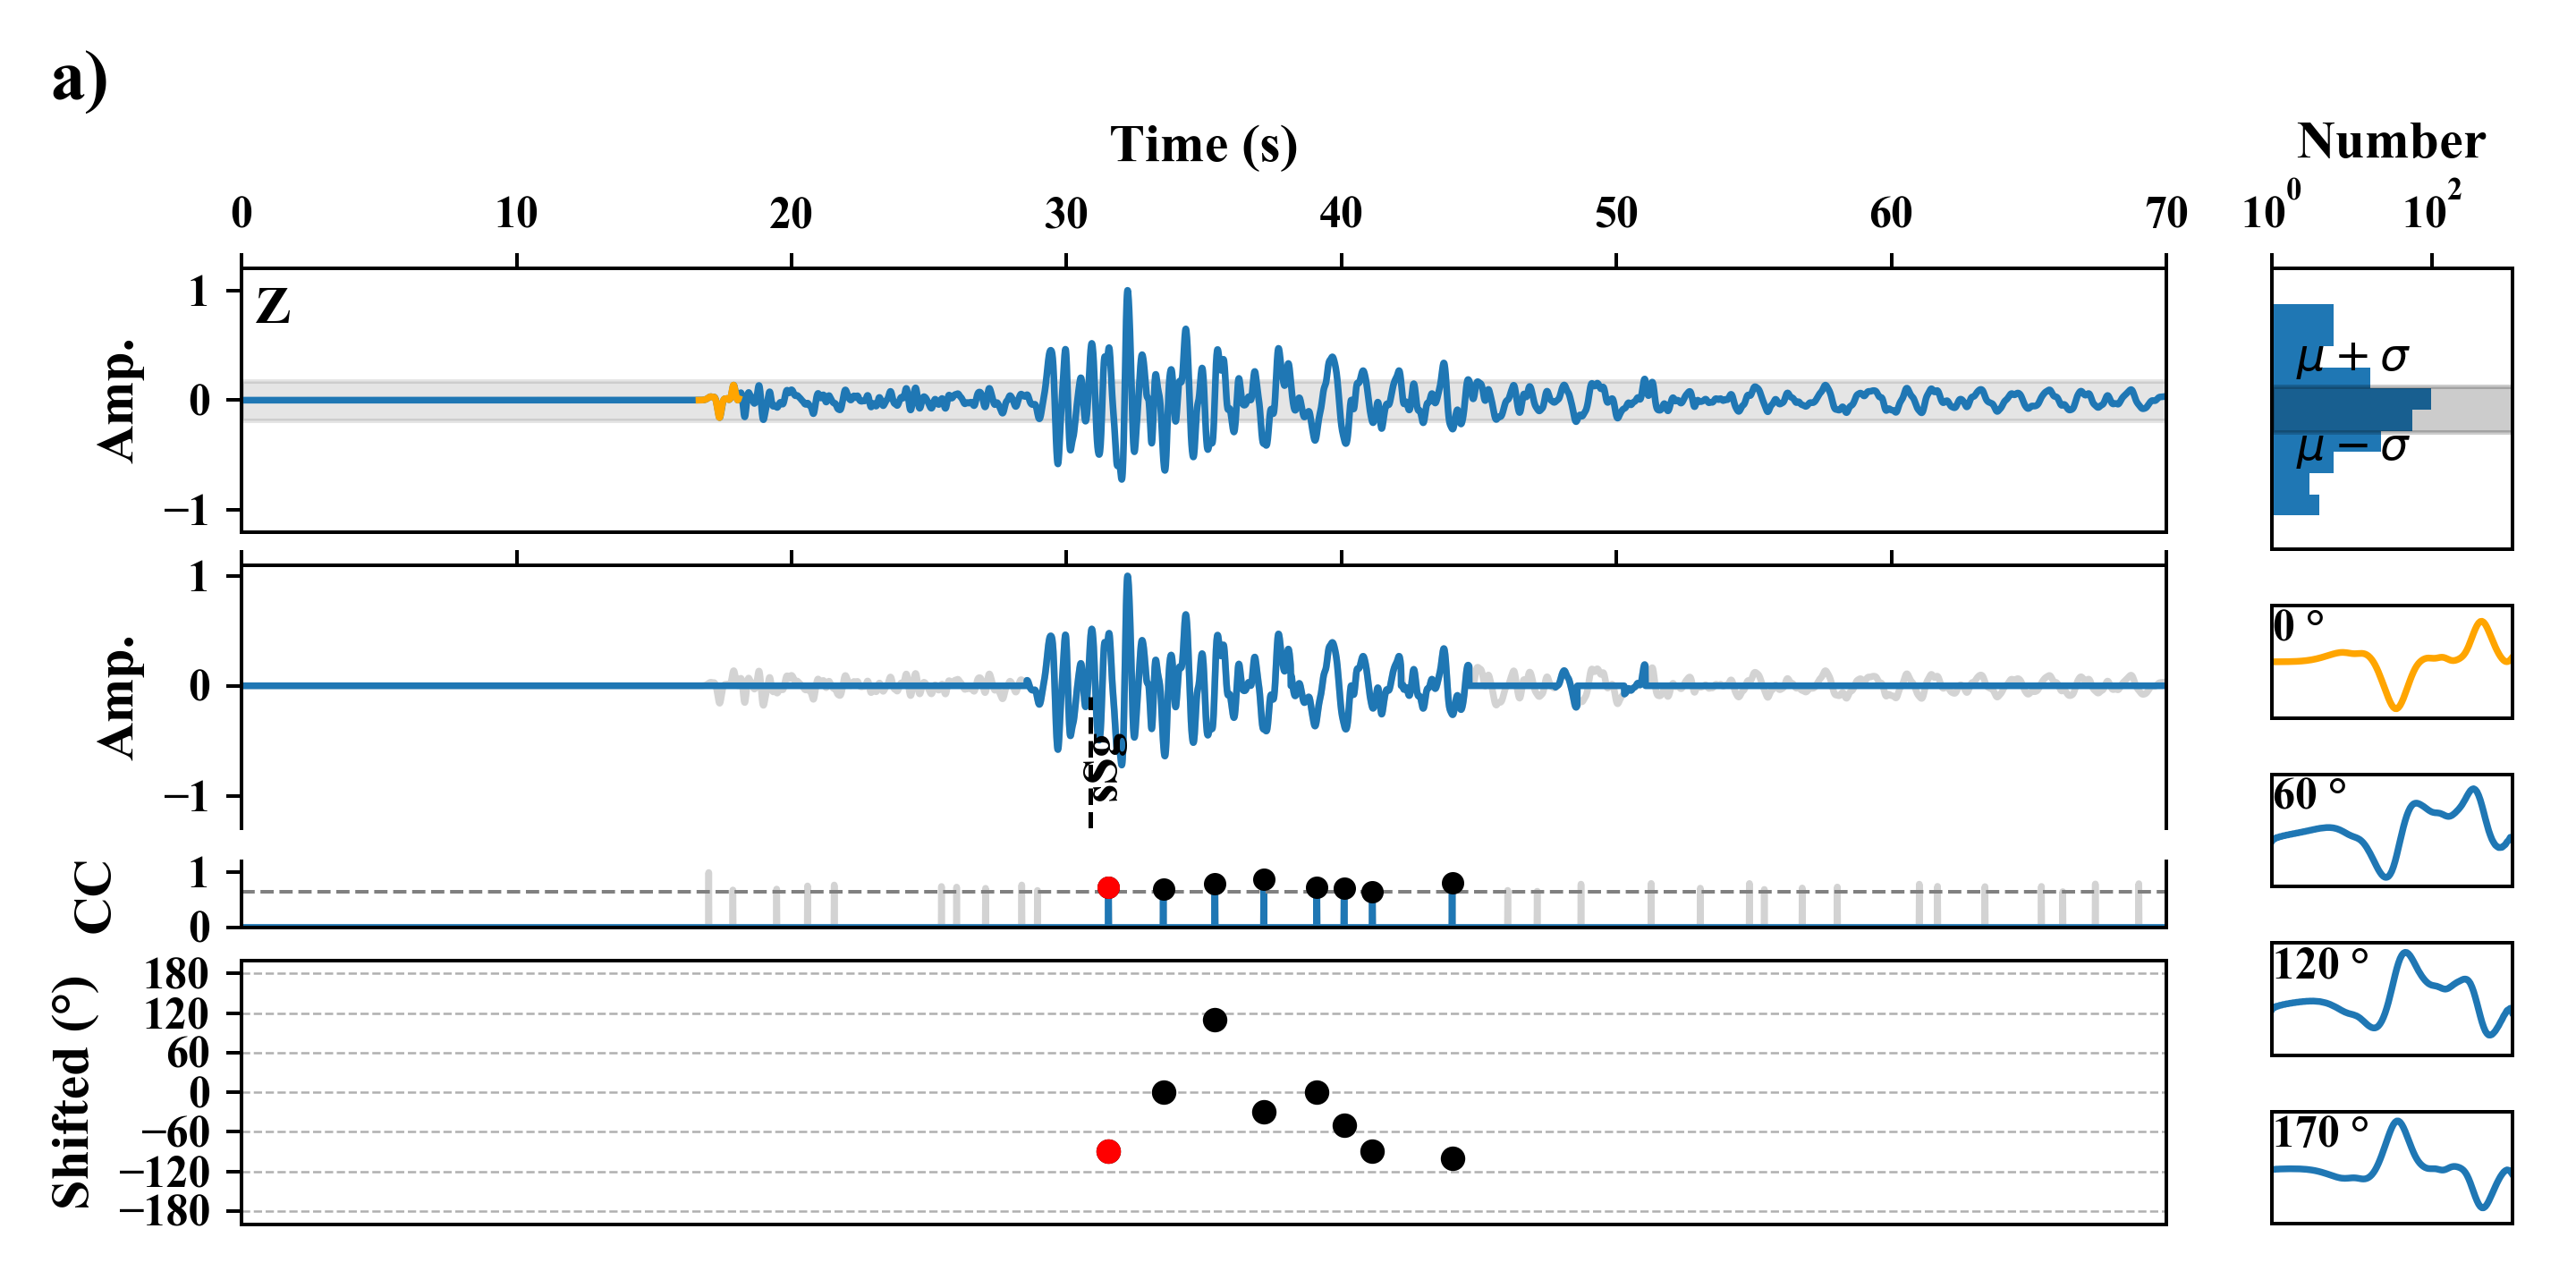 a)
Time (s)
Number
0 10 20 30 40 50 60 70
10^0 10^2
Z
Amp.
1
0
−1
μ + σ
μ − σ
Amp.
1
0
−1
sSg
0 °
60 °
CC
1
0
120 °
Shifted (°)
180
120
60
0
−60
−120
−180
170 °